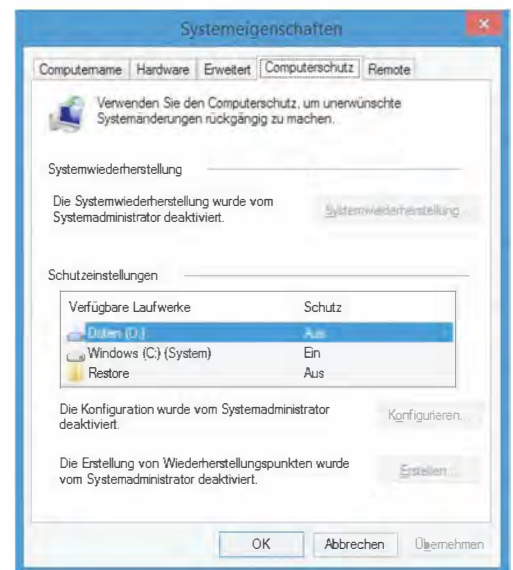 Systemeigenschaften
Computername Hardware Erweitert Computerschutz Remote
Verwenden Sie den Computerschutz, um unerwünschte
Systemänderungen rückgängig zu machen.
Systemwiederherstellung
Die Systemwiederherstellung wurde vom
Systemadministrator deaktiviert.
Systemwiederherstellung...
Schutzeinstellungen
Verfügbare Laufwerke Schutz
Daten (D:) Aus
Windows (C:) (System) Ein
Restore Aus
Die Konfiguration wurde vom Systemadministrator
deaktiviert.
Konfigurieren...
Die Erstellung von Wiederherstellungspunkten wurde
vom Systemadministrator deaktiviert.
Erstellen...
OK Abbrechen Übernehmen